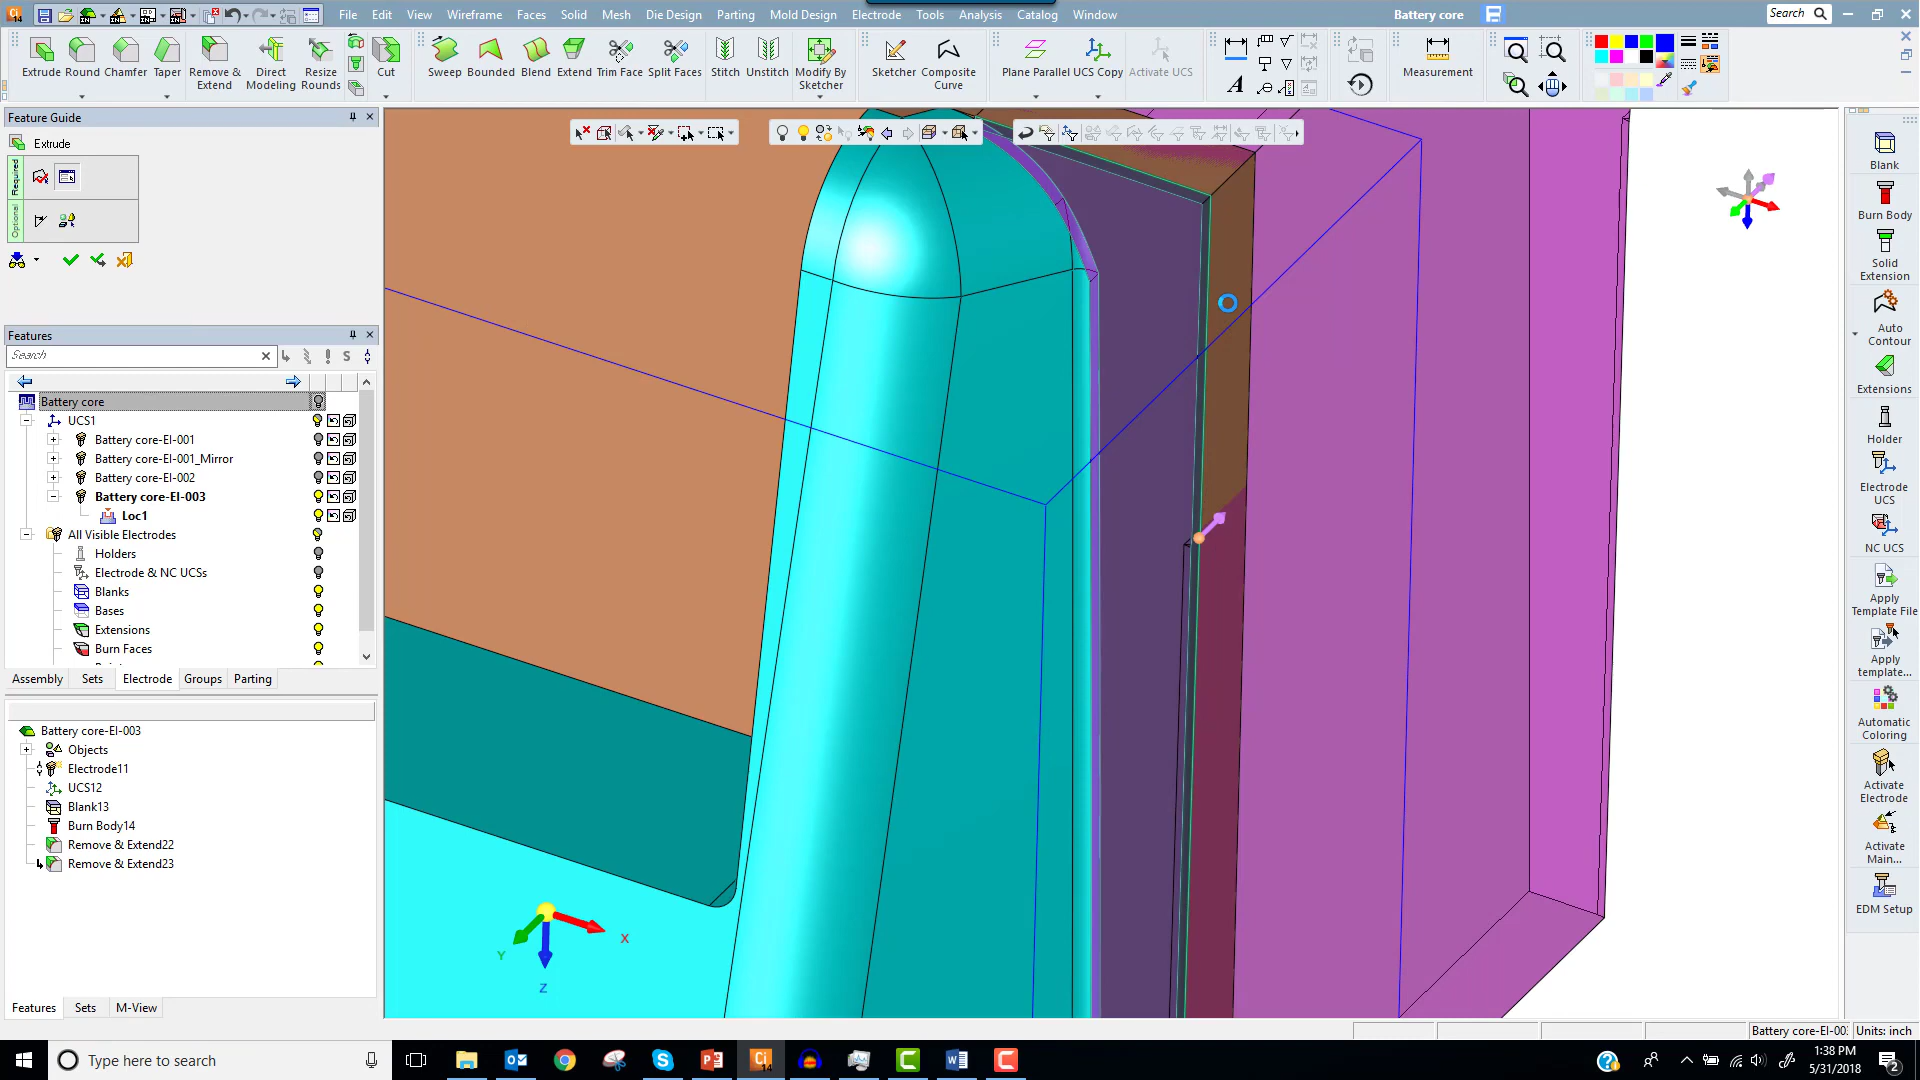 File Edit View Wireframe Faces Solid Mesh Die Design Parting Mold Design Electrode Tools Analysis Catalog Window
Battery core
Search
Extrude Round Chamfer Taper Remove & Extend Direct Modeling Resize Rounds Cut
Sweep Bounded Blend Extend Trim Face Split Faces Stitch Unstitch Modify By Sketcher
Sketcher Composite Curve Plane Parallel UCS Copy Activate UCS
Measurement
Feature Guide
Extrude
Required
Optional
Features
Search
S
Battery core
UCS1
Battery core-El-001
Battery core-El-001_Mirror
Battery core-El-002
Battery core-El-003
Loc1
All Visible Electrodes
Holders
Electrode & NC UCSs
Blanks
Bases
Extensions
Burn Faces
Assembly Sets Electrode Groups Parting
Battery core-El-003
Objects
Electrode11
UCS12
Blank13
Burn Body14
Remove & Extend22
Remove & Extend23
Features Sets M-View
X
Y
Z
Blank
Burn Body
Solid Extension
Auto Contour
Extensions
Holder
Electrode UCS
NC UCS
Apply Template File
Apply template...
Automatic Coloring
Activate Electrode
Activate Main...
EDM Setup
Battery core-El-00: Units: inch
Type here to search
Ci 14
1:38 PM
5/31/2018
2